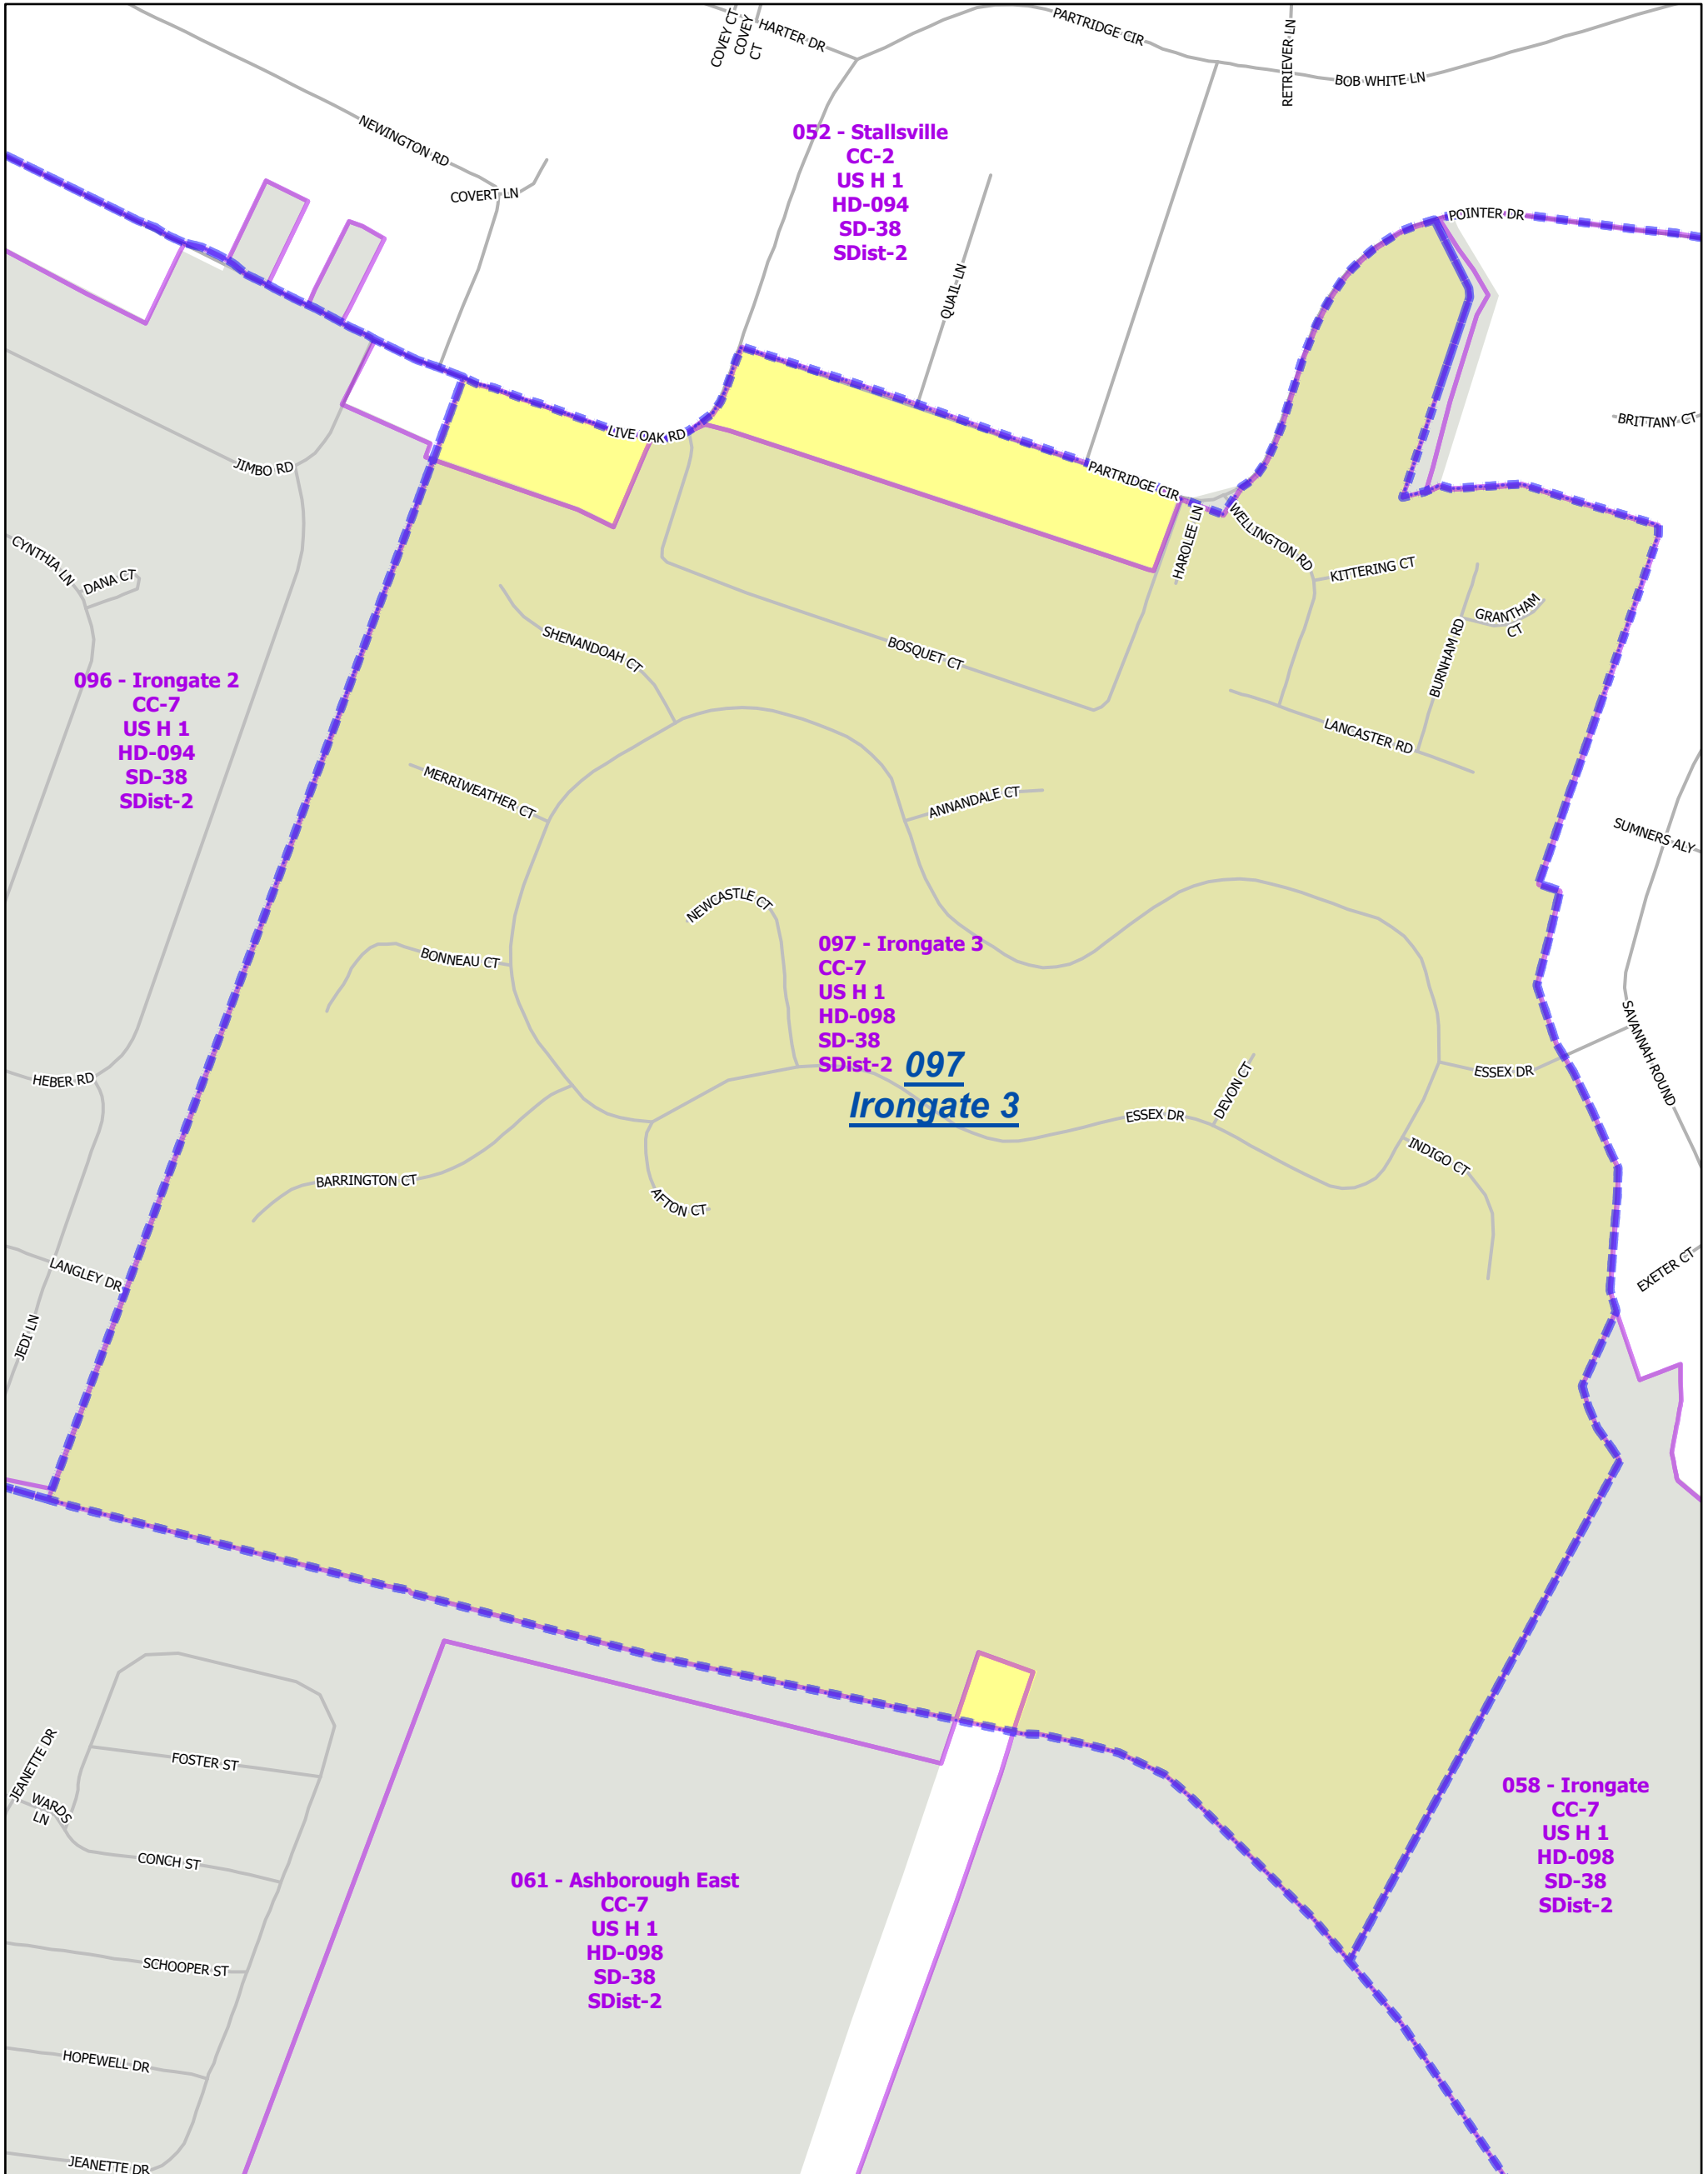 COVEY CT
COVEY
CT
HARTER DR
PARTRIDGE CIR
RETRIEVER LN
BOB WHITE LN
NEWINGTON RD
COVERT LN
052 - Stallsville
CC-2
US H 1
HD-094
SD-38
SDist-2
POINTER DR
QUAIL LN
BRITTANY CT
LIVE OAK RD
JIMBO RD
PARTRIDGE CIR
HAROLEE LN
WELLINGTON RD
KITTERING CT
CYNTHIA LN
DANA CT
GRANTHAM
CT
BURNHAM RD
SHENANDOAH CT
BOSQUET CT
096 - Irongate 2
CC-7
US H 1
HD-094
SD-38
SDist-2
LANCASTER RD
MERRIWEATHER CT
ANNANDALE CT
SUMNERS ALY
NEWCASTLE CT
BONNEAU CT
097 - Irongate 3
CC-7
US H 1
HD-098
SD-38
SDist-2
097
Irongate 3
SAVANNAH ROUND
HEBER RD
ESSEX DR
DEVON CT
ESSEX DR
INDIGO CT
BARRINGTON CT
AFTON CT
LANGLEY DR
EXETER CT
JEDI LN
JEANETTE DR
FOSTER ST
WARDS
LN
CONCH ST
058 - Irongate
CC-7
US H 1
HD-098
SD-38
SDist-2
061 - Ashborough East
CC-7
US H 1
HD-098
SD-38
SDist-2
SCHOOPER ST
HOPEWELL DR
JEANETTE DR